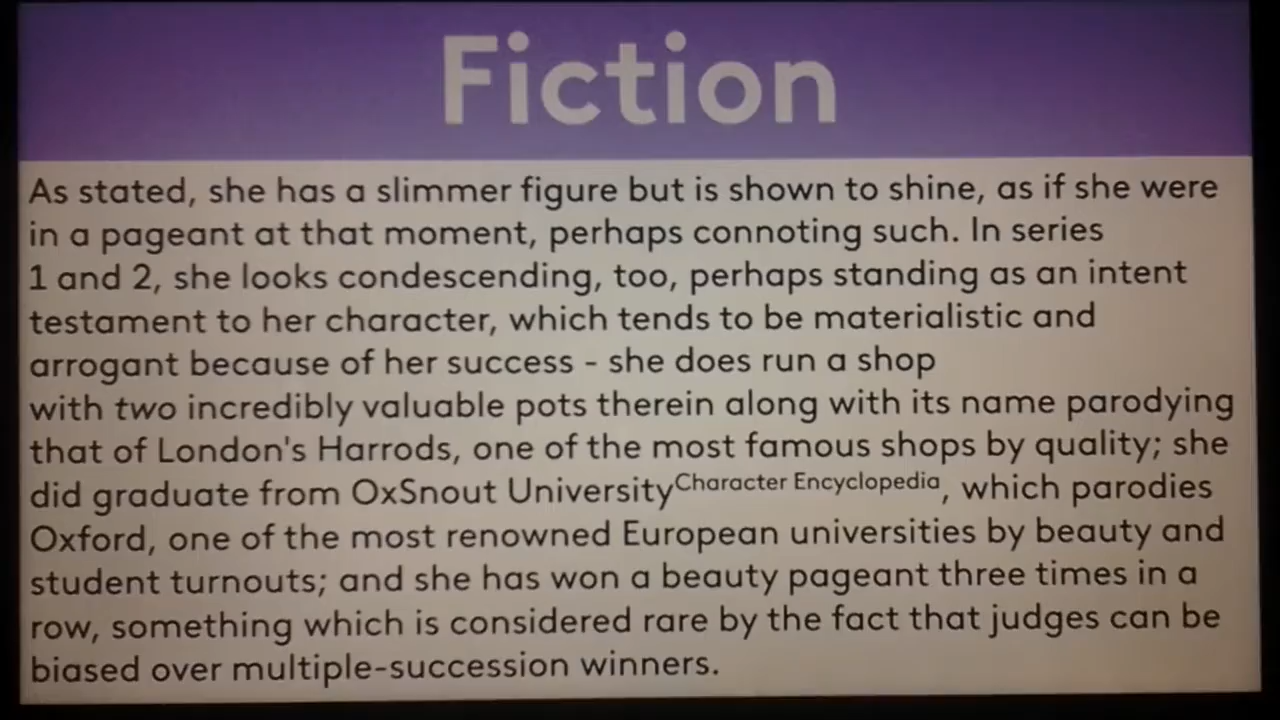 Fiction
As stated, she has a slimmer figure but is shown to shine, as if she were
in a pageant at that moment, perhaps connoting such. In series
1 and 2, she looks condescending, too, perhaps standing as an intent
testament to her character, which tends to be materialistic and
arrogant because of her success - she does run a shop
with two incredibly valuable pots therein along with its name parodying
that of London's Harrods, one of the most famous shops by quality; she
did graduate from OxSnout University Character Encyclopedia, which parodies
Oxford, one of the most renowned European universities by beauty and
student turnouts; and she has won a beauty pageant three times in a
row, something which is considered rare by the fact that judges can be
biased over multiple-succession winners.